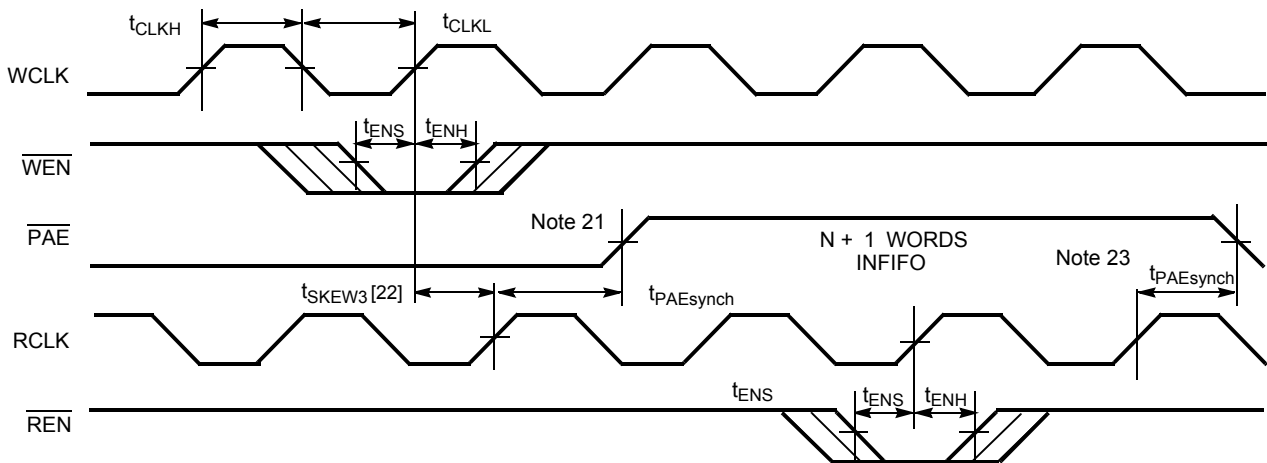 tCLKH
tCLKL
WCLK
tENS
tENH
WEN
PAE
Note 21
N + 1 WORDS
INFIFO
Note 23
tSKEW3 [22]
tPAEsynch
tPAEsynch
RCLK
tENS
tENS
tENH
REN